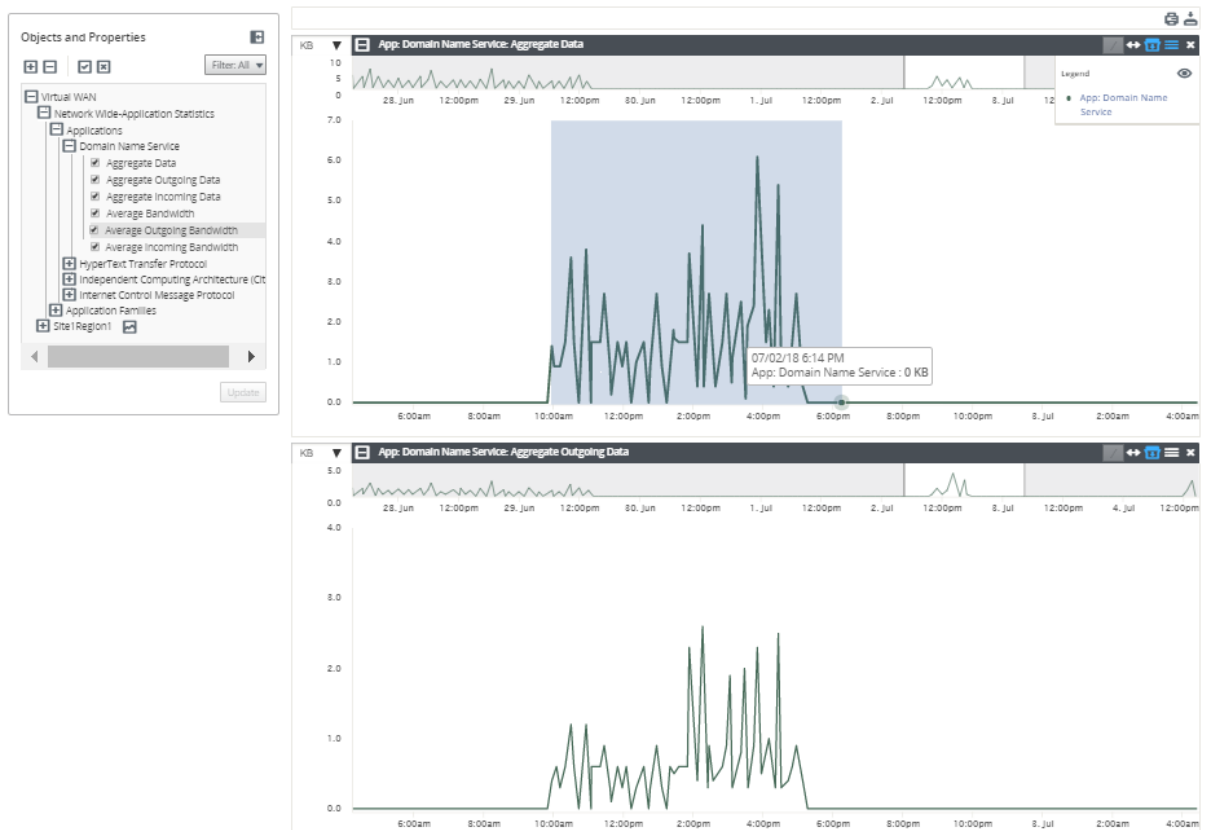 Objects and Properties
Filter: All
Virtual WAN
Network Wide-Application Statistics
Applications
Domain Name Service
Aggregate Data
Aggregate Outgoing Data
Aggregate Incoming Data
Average Bandwidth
Average Outgoing Bandwidth
Average Incoming Bandwidth
HyperText Transfer Protocol
Independent Computing Architecture (Cit
Internet Control Message Protocol
Application Families
Site1Region1
Update
KB App: Domain Name Service: Aggregate Data
Legend
App: Domain Name
Service
10
5
0
28. Jun 12:00pm 29. Jun 12:00pm 30. Jun 12:00pm 1. Jul 12:00pm 2. Jul 12:00pm 3. Jul 12
7.0
6.0
5.0
4.0
3.0
2.0
1.0
0.0
07/02/18 6:14 PM
App: Domain Name Service : 0 KB
6:00am 8:00am 10:00am 12:00pm 2:00pm 4:00pm 6:00pm 8:00pm 10:00pm 3. Jul 2:00am 4:00am
KB App: Domain Name Service: Aggregate Outgoing Data
5.0
0.0
28. Jun 12:00pm 29. Jun 12:00pm 30. Jun 12:00pm 1. Jul 12:00pm 2. Jul 12:00pm 3. Jul 12:00pm 4. Jul 12:00pm
4.0
3.0
2.0
1.0
0.0
6:00am 8:00am 10:00am 12:00pm 2:00pm 4:00pm 6:00pm 8:00pm 10:00pm 3. Jul 2:00am 4:00am